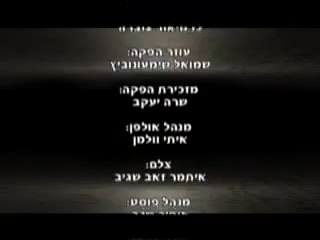 עוזר הפקה:
שמואל שימעונוביץ
מזכירת הפקה:
שרה יעקב
מנהל אולפן:
איתי וולמן
צלם:
איתמר זאב שגיב
מנהל פוסט: